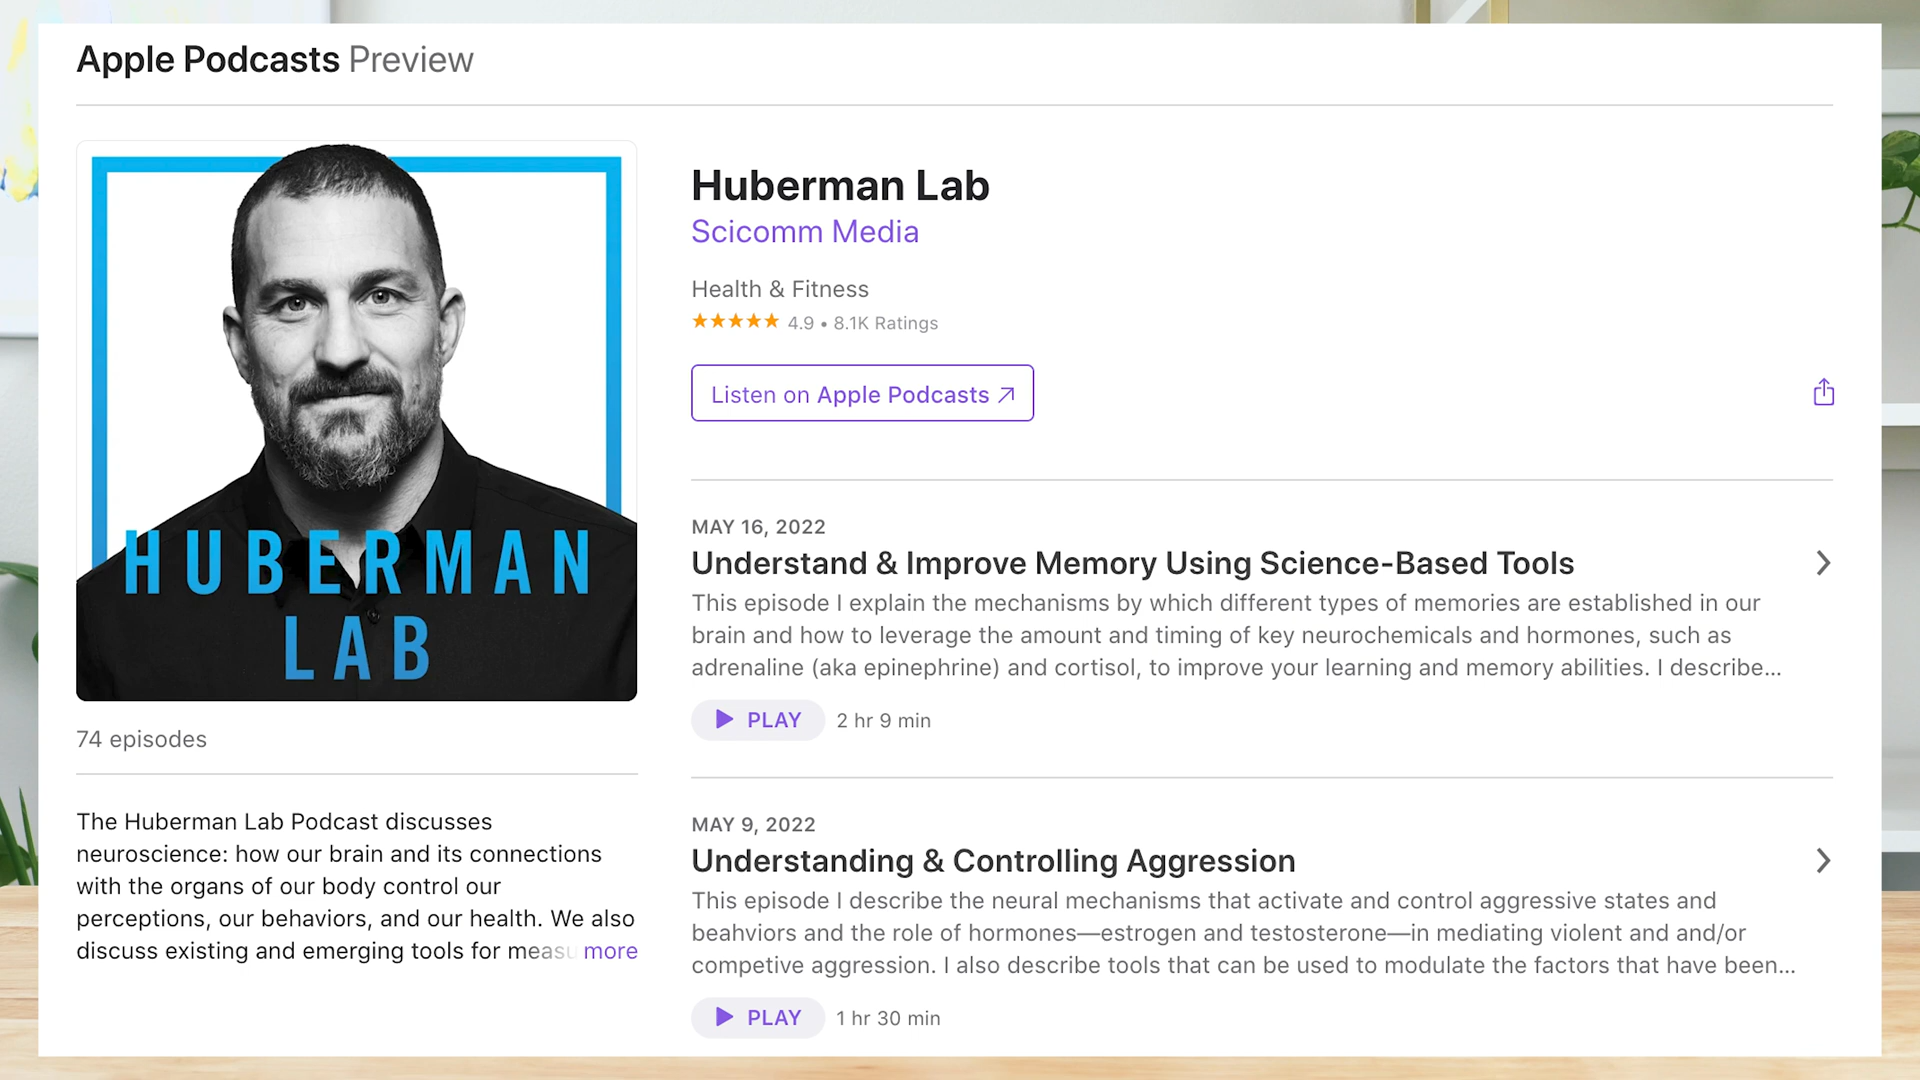 Apple Podcasts Preview
HUBERMAN
LAB
74 episodes
The Huberman Lab Podcast discusses
neuroscience: how our brain and its connections
with the organs of our body control our
perceptions, our behaviors, and our health. We also
discuss existing and emerging tools for measu more
Huberman Lab
Scicomm Media
Health & Fitness
★★★★★ 4.9 • 8.1K Ratings
Listen on Apple Podcasts ↗
MAY 16, 2022
Understand & Improve Memory Using Science-Based Tools
This episode I explain the mechanisms by which different types of memories are established in our
brain and how to leverage the amount and timing of key neurochemicals and hormones, such as
adrenaline (aka epinephrine) and cortisol, to improve your learning and memory abilities. I describe...
PLAY 2 hr 9 min
MAY 9, 2022
Understanding & Controlling Aggression
This episode I describe the neural mechanisms that activate and control aggressive states and
beahviors and the role of hormones—estrogen and testosterone—in mediating violent and and/or
competive aggression. I also describe tools that can be used to modulate the factors that have been...
PLAY 1 hr 30 min